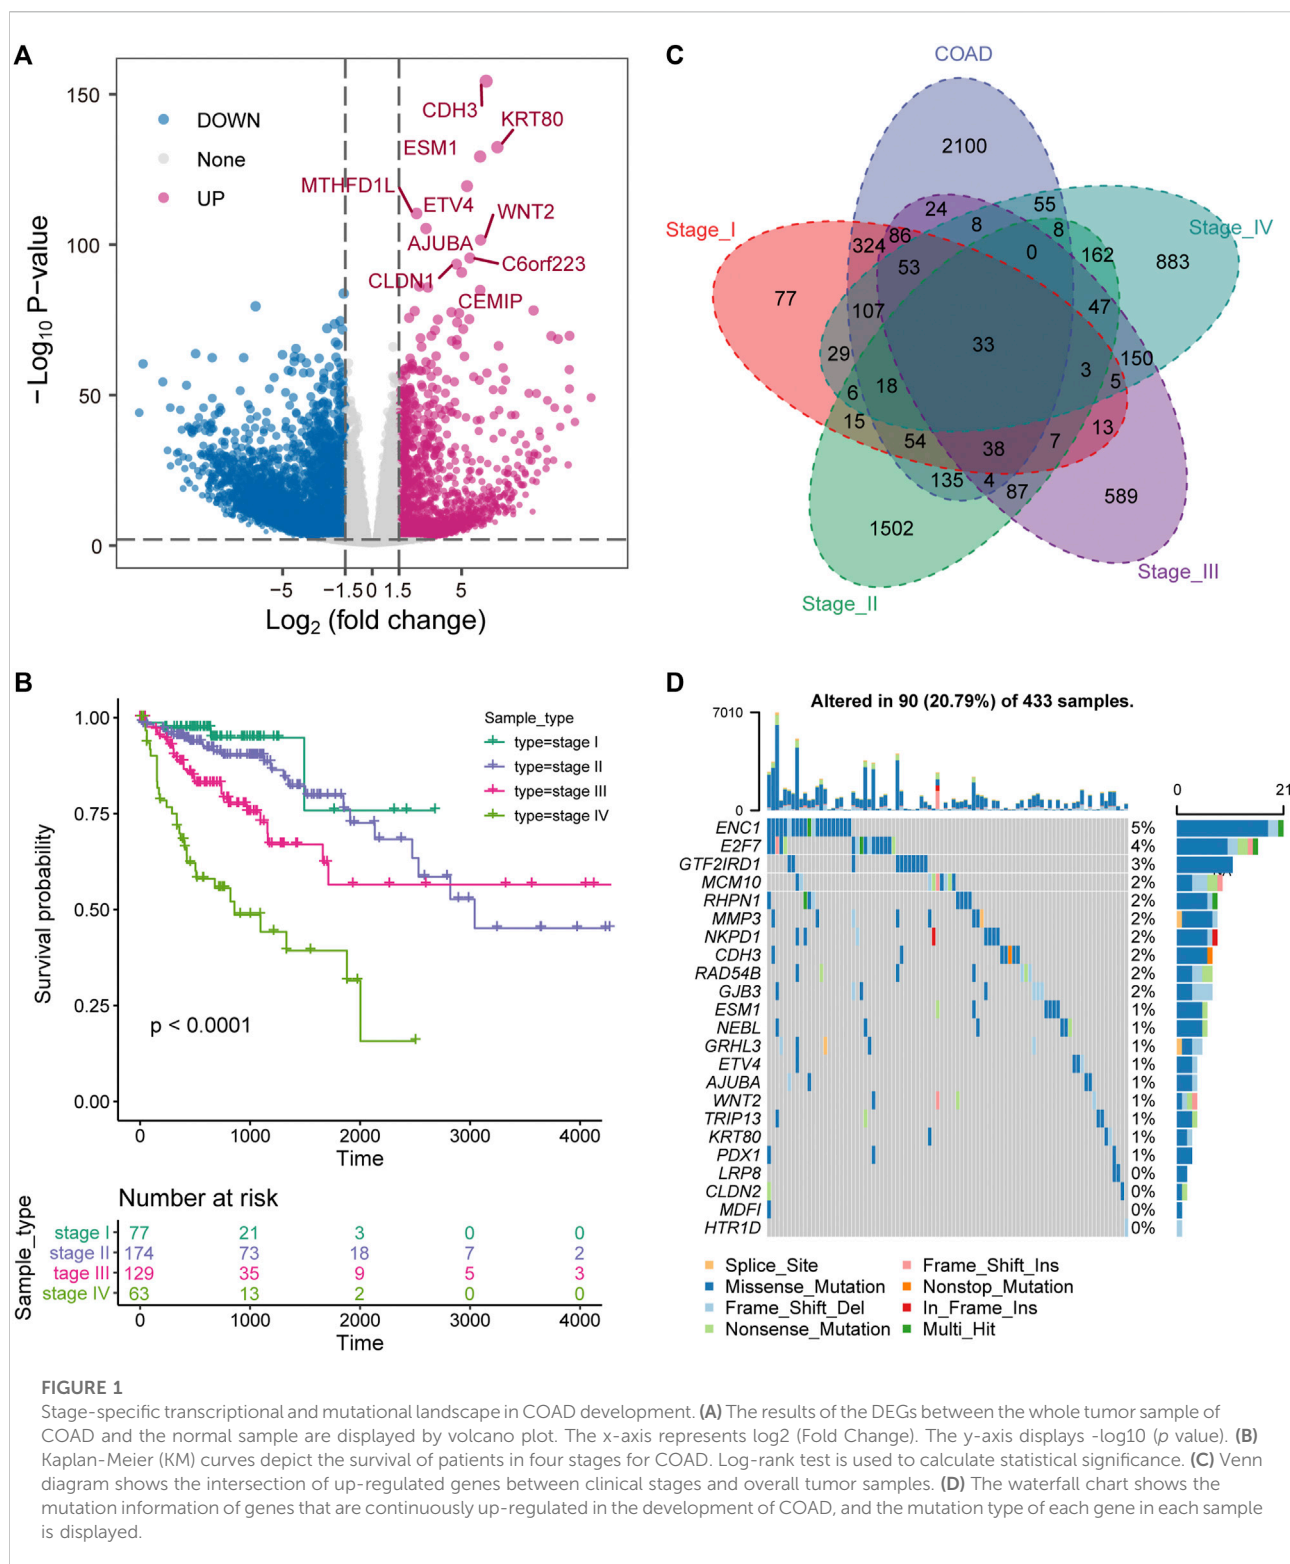 A
−Log10 P-value
150
100
50
0
DOWN
None
UP
CDH3
KRT80
ESM1
MTHFD1L
ETV4
WNT2
AJUBA
C6orf223
CLDN1
CEMIP
−5 −1.5 0 1.5 5
Log2 (fold change)
C
COAD
Stage_I
Stage_IV
Stage_II
Stage_III
2100
24
8
55
8
324
86
0
162
883
77
53
107
47
29
33
150
3
5
6
18
15
54
38
7
13
135
4
87
589
1502
B
Survival probability
1.00
0.75
0.50
0.25
0.00
Sample_type
type=stage I
type=stage II
type=stage III
type=stage IV
p < 0.0001
0 1000 2000 3000 4000
Time
Number at risk
Sample_type
stage I 77 21 3 0 0
stage II 174 73 18 7 2
tage III 129 35 9 5 3
stage IV 63 13 2 0 0
0 1000 2000 3000 4000
Time
D
Altered in 90 (20.79%) of 433 samples.
7010
0
0 21
ENC1 5%
E2F7 4%
GTF2IRD1 3%
MCM10 2%
RHPN1 2%
MMP3 2%
NKPD1 2%
CDH3 2%
RAD54B 2%
GJB3 2%
ESM1 1%
NEBL 1%
GRHL3 1%
ETV4 1%
AJUBA 1%
WNT2 1%
TRIP13 1%
KRT80 1%
PDX1 1%
LRP8 0%
CLDN2 0%
MDFI 0%
HTR1D 0%
Splice_Site
Missense_Mutation
Frame_Shift_Del
Nonsense_Mutation
Frame_Shift_Ins
Nonstop_Mutation
In_Frame_Ins
Multi_Hit
FIGURE 1
Stage-specific transcriptional and mutational landscape in COAD development. (A) The results of the DEGs between the whole tumor sample of
COAD and the normal sample are displayed by volcano plot. The x-axis represents log2 (Fold Change). The y-axis displays -log10 (p value). (B)
Kaplan-Meier (KM) curves depict the survival of patients in four stages for COAD. Log-rank test is used to calculate statistical significance. (C) Venn
diagram shows the intersection of up-regulated genes between clinical stages and overall tumor samples. (D) The waterfall chart shows the
mutation information of genes that are continuously up-regulated in the development of COAD, and the mutation type of each gene in each sample
is displayed.